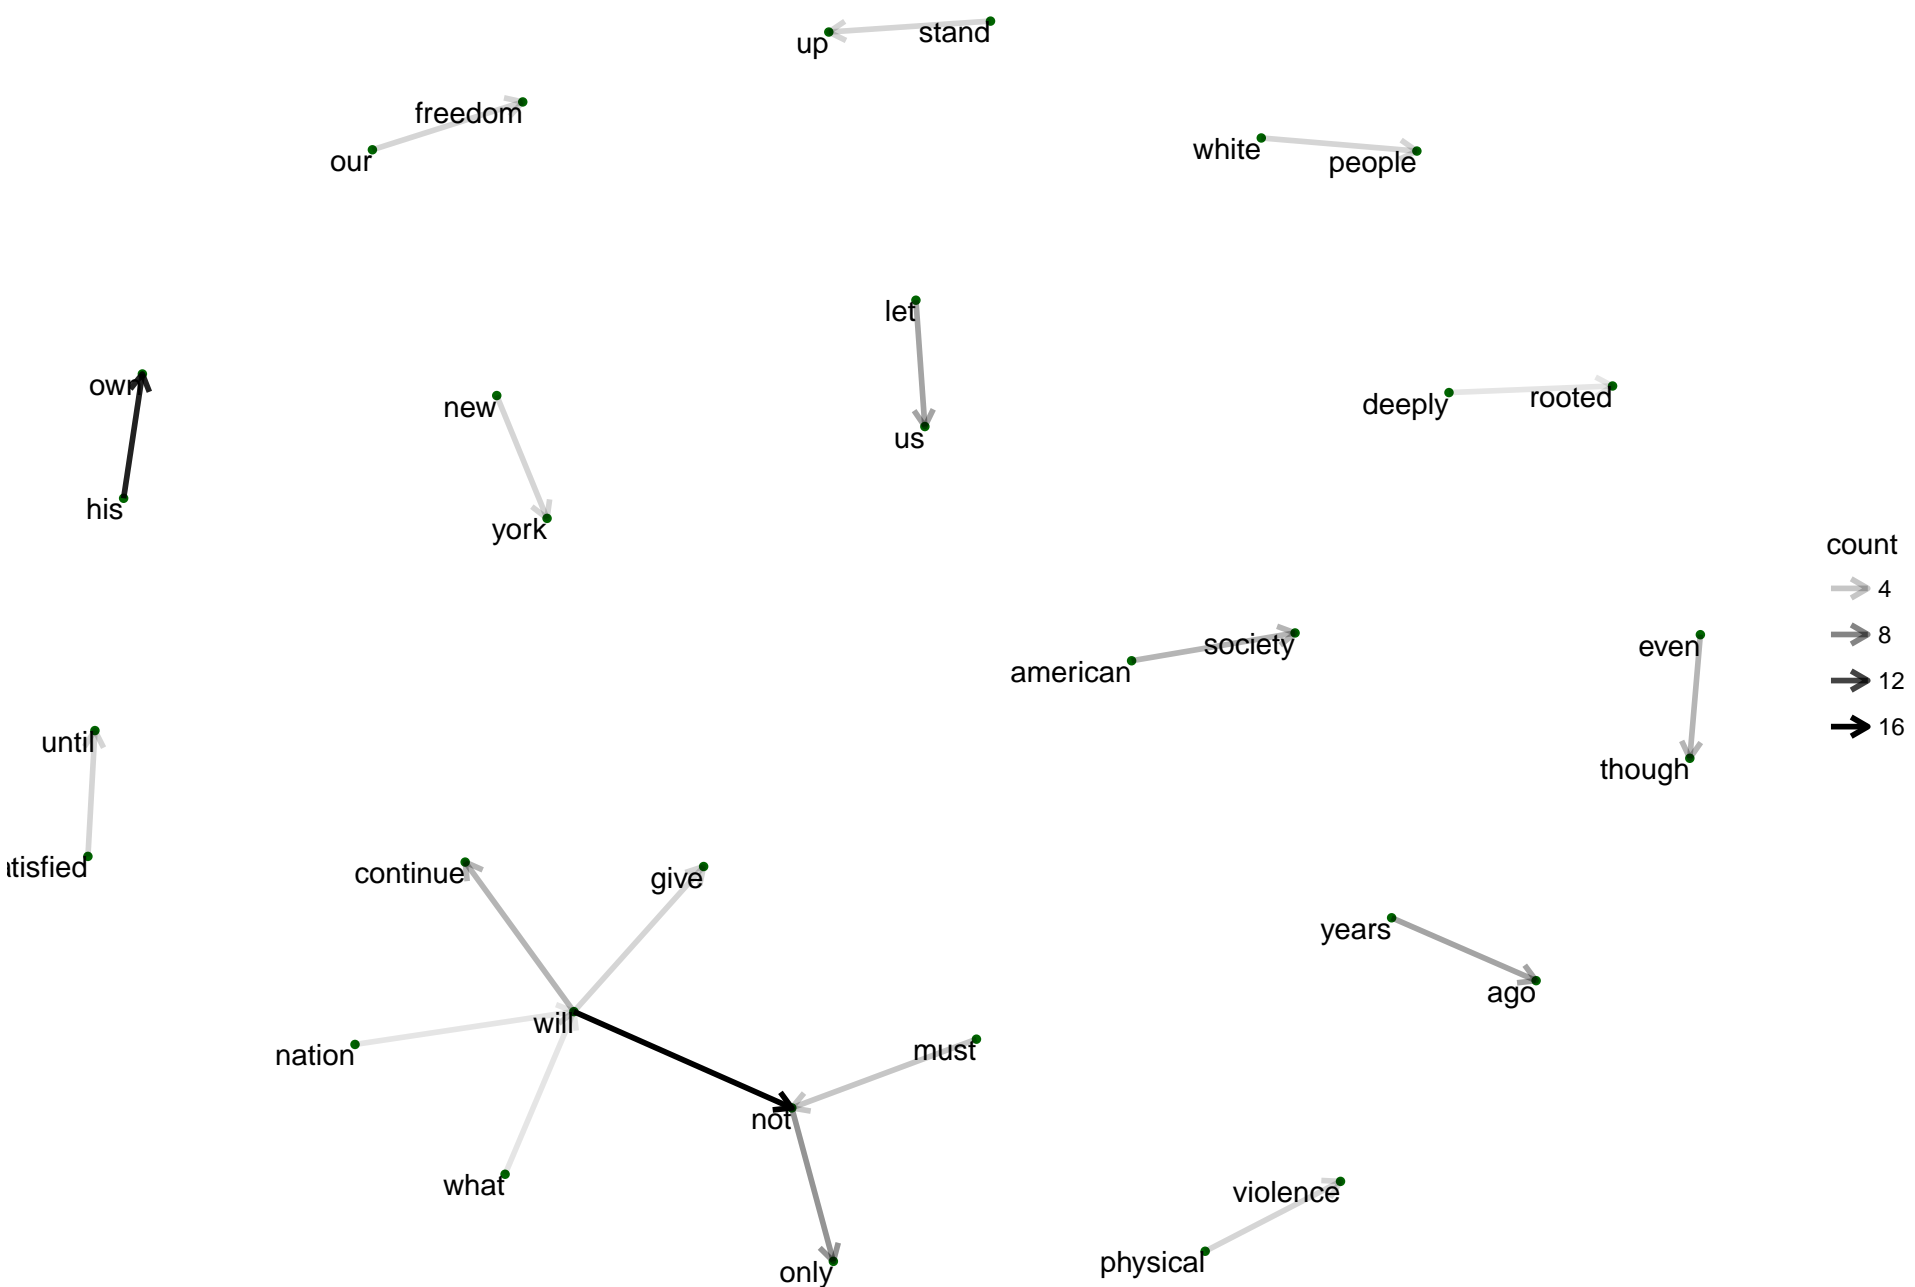 up
stand
freedom
our
white
people
let
own
new
us
deeply
rooted
his
york
count
4
8
12
16
american
society
even
though
until
tisfied
continue
give
years
ago
will
nation
must
not
what
violence
physical
only